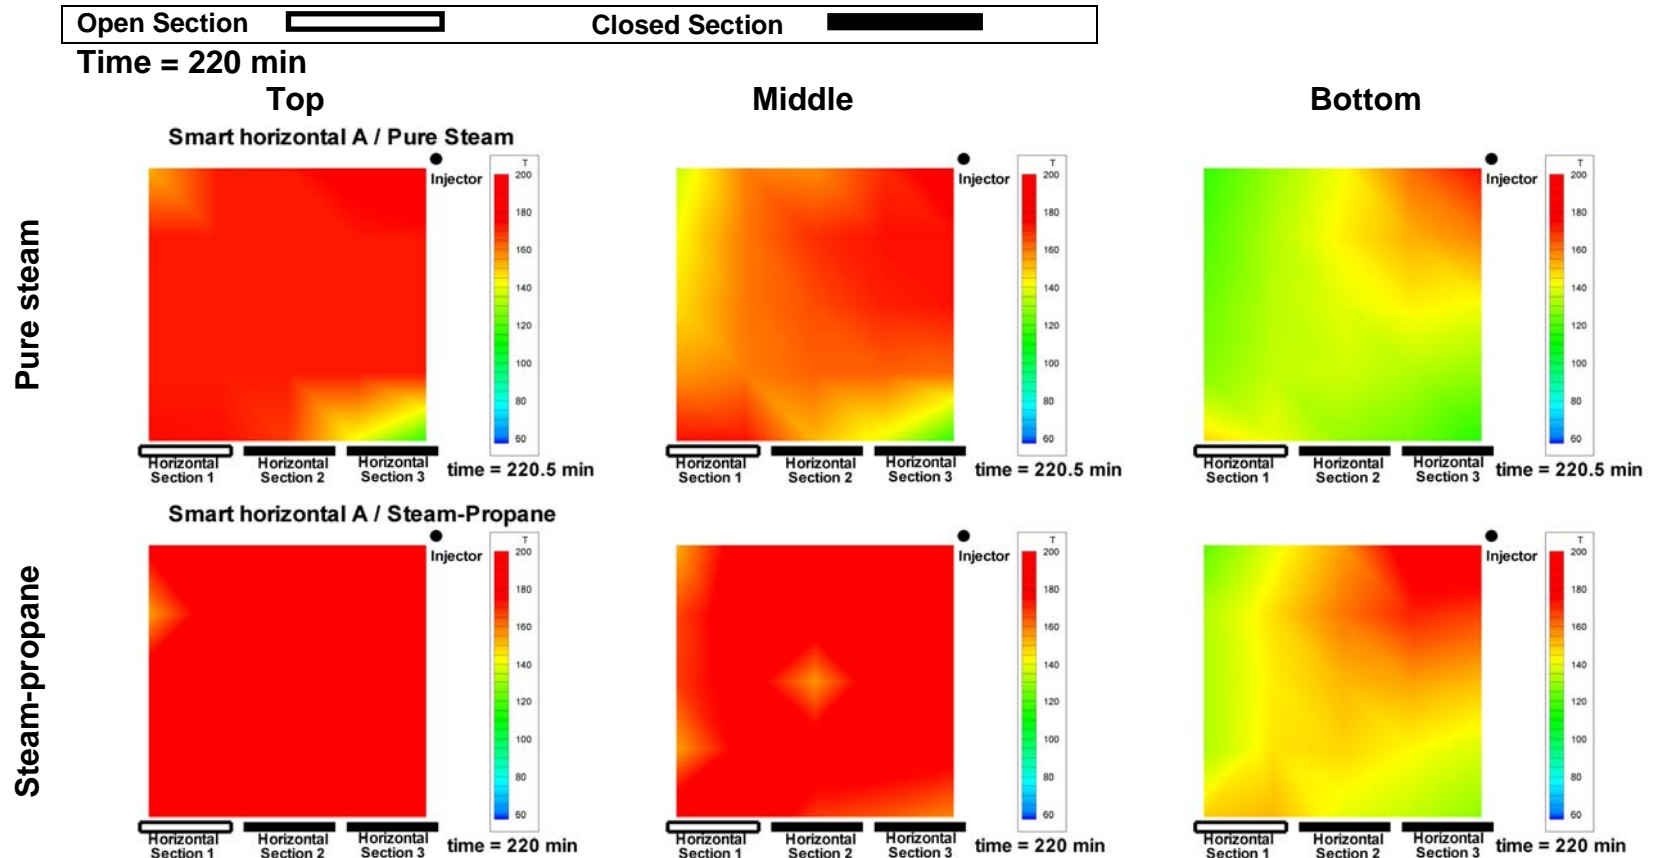 Open Section Closed Section
Time = 220 min
Top Middle Bottom
Pure steam
Smart horizontal A / Pure Steam
Injector
T
200
180
160
140
120
100
80
60
Horizontal Section 1
Horizontal Section 2
Horizontal Section 3
time = 220.5 min
Injector
T
200
180
160
140
120
100
80
60
Horizontal Section 1
Horizontal Section 2
Horizontal Section 3
time = 220.5 min
Injector
T
200
180
160
140
120
100
80
60
Horizontal Section 1
Horizontal Section 2
Horizontal Section 3
time = 220.5 min
Steam-propane
Smart horizontal A / Steam-Propane
Injector
T
200
180
160
140
120
100
80
60
Horizontal Section 1
Horizontal Section 2
Horizontal Section 3
time = 220 min
Injector
T
200
180
160
140
120
100
80
60
Horizontal Section 1
Horizontal Section 2
Horizontal Section 3
time = 220 min
Injector
T
200
180
160
140
120
100
80
60
Horizontal Section 1
Horizontal Section 2
Horizontal Section 3
time = 220 min